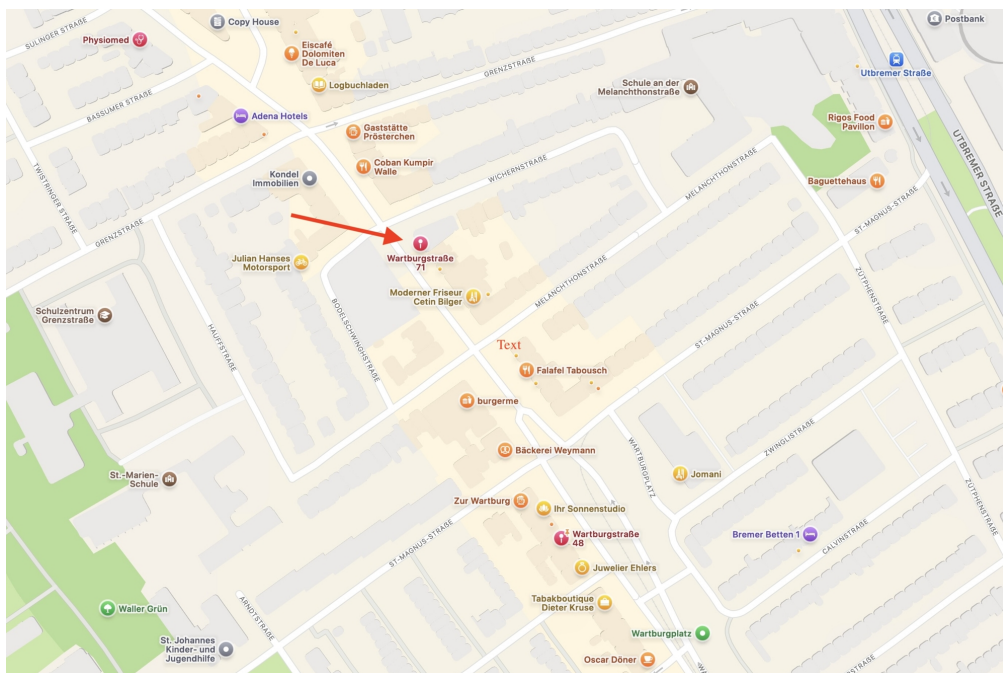 Copy House
Postbank
SULINGER STRAßE
Physiomed
Eiscafé
Dolomiten
De Luca
Utbremer Straße
GRENZSTRAßE
Logbuchladen
Schule an der
Melanchthonstraße
BASSUMER STRAßE
Adena Hotels
Rigos Food
Pavillon
Gaststätte
Prösterchen
UTBREMER STRAßE
Coban Kumpir
Walle
WICHERNSTRAßE
Kondel
Immobilien
MELANCHTHONSTRAßE
Baguettehaus
TWISTRINGER STRAßE
ST-MAGNUS-STRAßE
GRENZSTRAßE
Wartburgstraße
71
Julian Hanses
Motorsport
ZÜTPHENSTRAßE
Moderner Friseur
Cetin Bilger
MELANCHTHONSTRAßE
Schulzentrum
Grenzstraße
HAUFFSTRAßE
BODELSCHWINGHSTRAßE
ST-MAGNUS-STRAßE
Text
Falafel Tabousch
burgerme
Bäckerei Weymann
WARTBURGPLATZ
ZWINGLISTRAßE
St.-Marien-
Schule
Jomani
ZÜTPHENSTRAßE
Zur Wartburg
Ihr Sonnenstudio
ST-MAGNUS-STRAßE
Wartburgstraße
48
Bremer Betten 1
CALVINSTRAßE
Juwelier Ehlers
Tabakboutique
Dieter Kruse
Waller Grün
ARNDTSTRAßE
Wartburgplatz
St. Johannes
Kinder- und
Jugendhilfe
Oscar Döner